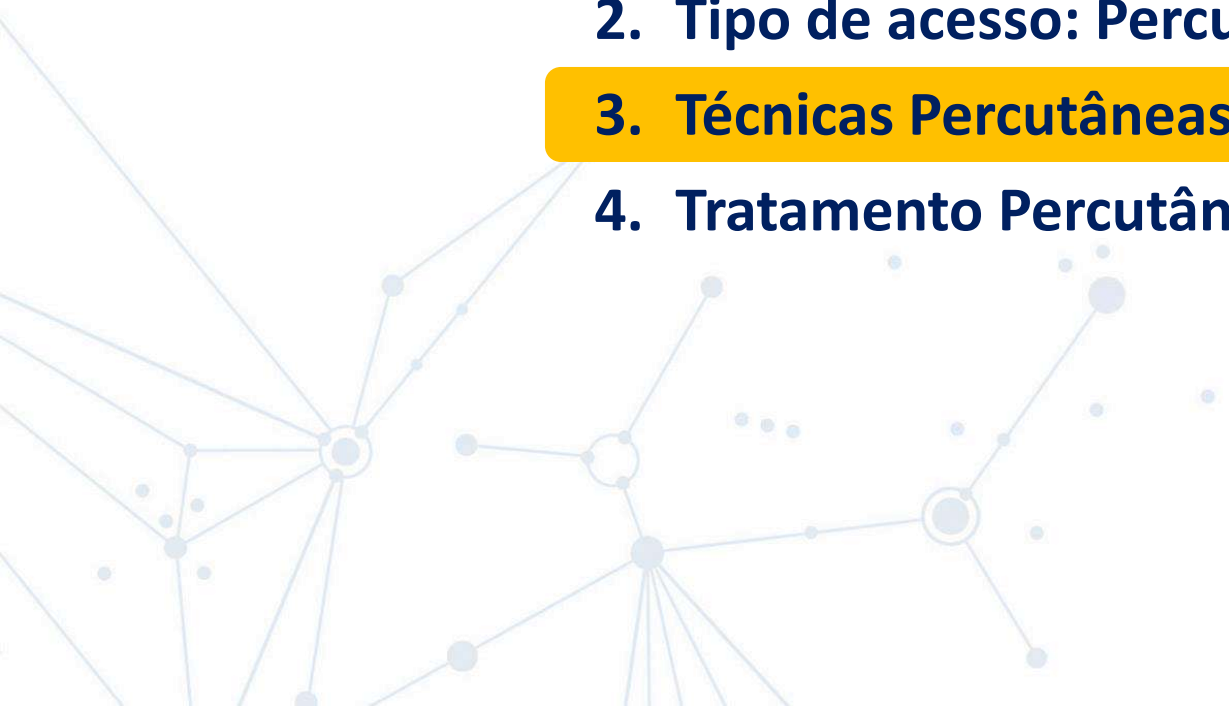 2. Tipo de acesso: Percu
3. Técnicas Percutâneas
4. Tratamento Percutân